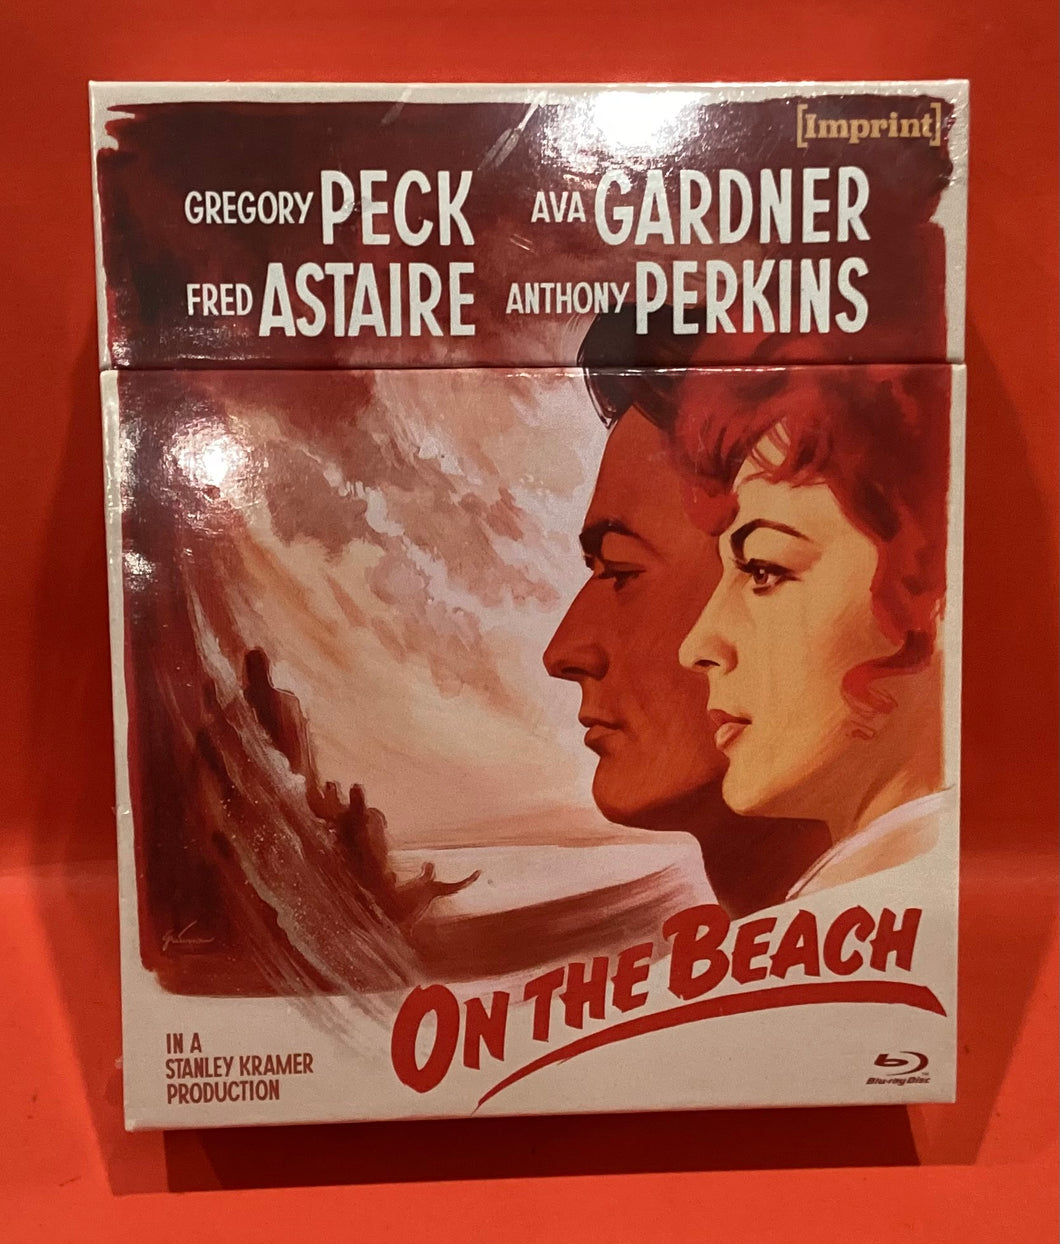 [Imprint]
GREGORY PECK AVA GARDNER
FRED ASTAIRE ANTHONY PERKINS
ON THE BEACH
IN A
STANLEY KRAMER
PRODUCTION
Blu-ray Disc